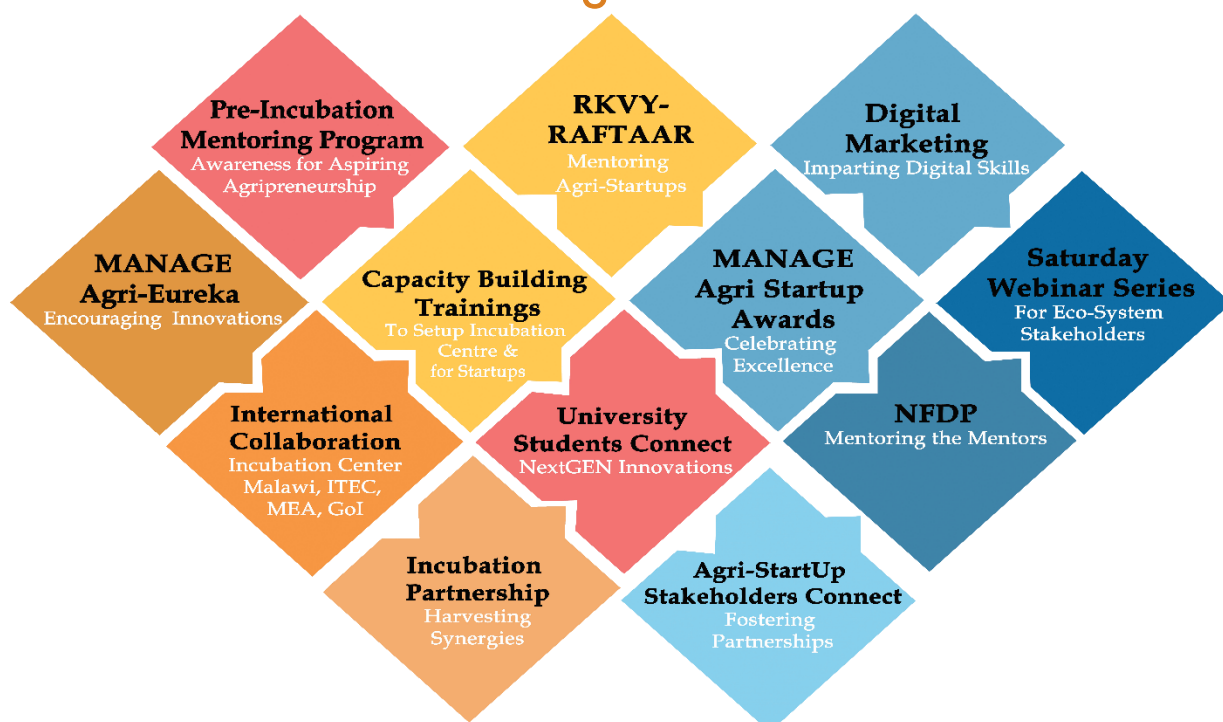 Pre-Incubation
Mentoring Program
Awareness for Aspiring
Agripreneurship
RKVY-
RAFTAAR
Mentoring
Agri-Startups
Digital
Marketing
Imparting Digital Skills
MANAGE
Agri-Eureka
Encouraging Innovations
Capacity Building
Trainings
To Setup Incubation
Centre &
for Startups
MANAGE
Agri Startup
Awards
Celebrating
Excellence
Saturday
Webinar Series
For Eco-System
Stakeholders
International
Collaboration
Incubation Center
Malawi, ITEC,
MEA, GoI
University
Students Connect
NextGEN Innovations
NFDP
Mentoring the Mentors
Incubation
Partnership
Harvesting
Synergies
Agri-StartUp
Stakeholders Connect
Fostering
Partnerships